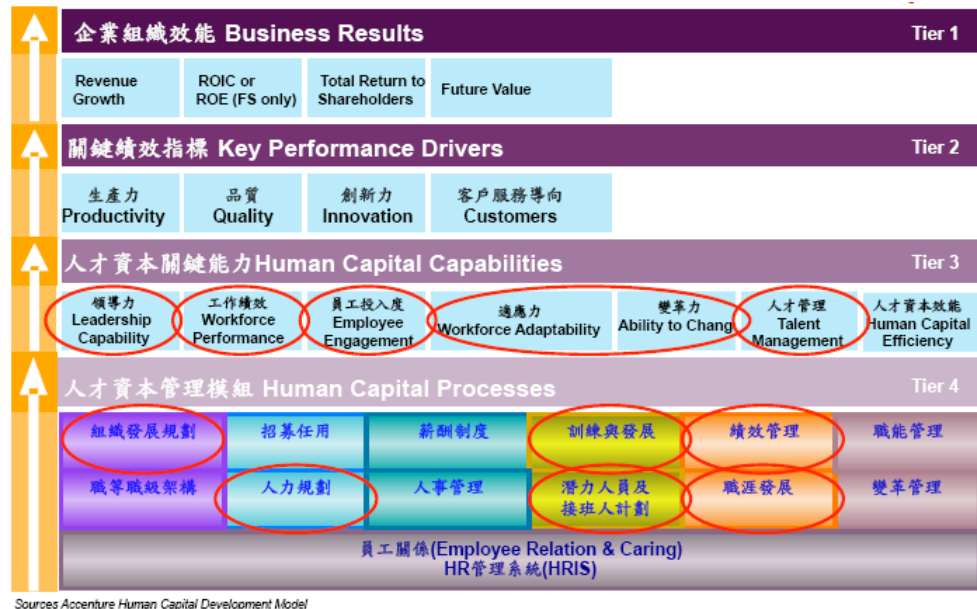 企業組織效能 Business Results
Tier 1
Revenue
Growth
ROIC or
ROE (FS only)
Total Return to
Shareholders
Future Value
關鍵績效指標 Key Performance Drivers
Tier 2
生產力
Productivity
品質
Quality
創新力
Innovation
客戶服務導向
Customers
人才資本關鍵能力Human Capital Capabilities
Tier 3
領導力
Leadership
Capability
工作績效
Workforce
Performance
員工投入度
Employee
Engagement
適應力
Workforce Adaptability
變革力
Ability to Chang
人才管理
Talent
Management
人才資本效能
Human Capital
Efficiency
人才資本管理模組 Human Capital Processes
Tier 4
組織發展規劃
招募任用
薪酬制度
訓練與發展
績效管理
職能管理
職等職級架構
人力規劃
人事管理
潛力人員及
接班人計劃
職涯發展
變革管理
員工關係(Employee Relation & Caring)
HR管理系統(HRIS)
Sources Accenture Human Capital Development Model